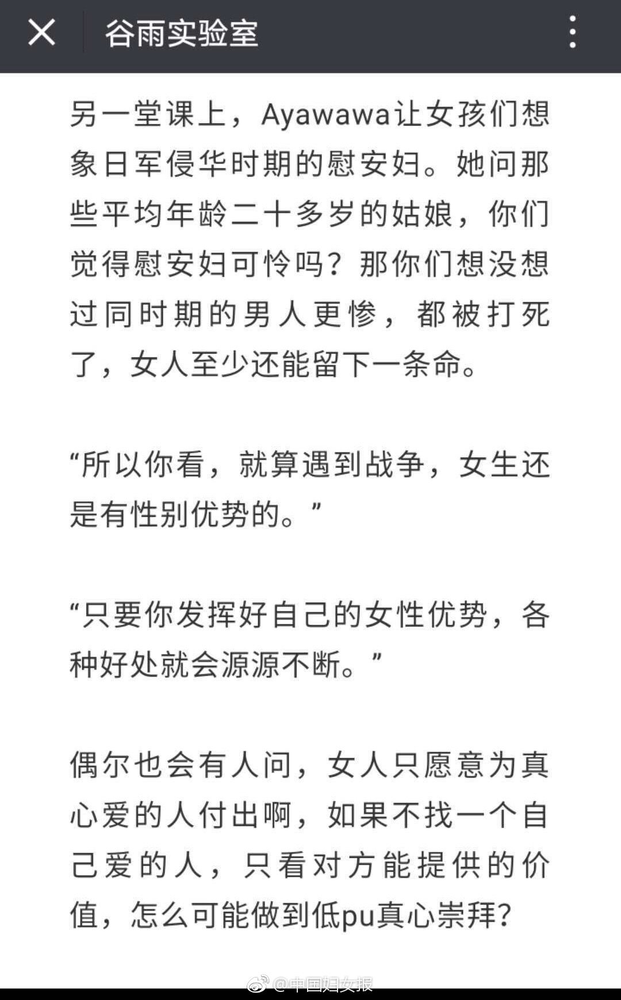 谷雨实验室
另一堂课上，Ayawawa让女孩们想
象日军侵华时期的慰安妇。她问那
些平均年龄二十多岁的姑娘，你们
觉得慰安妇可怜吗？那你们想没想
过同时期的男人更惨，都被打死
了，女人至少还能留下一条命。
“所以你看，就算遇到战争，女生还
是有性别优势的。”
“只要你发挥好自己的女性优势，各
种好处就会源源不断。”
偶尔也会有人问，女人只愿意为真
心爱的人付出啊，如果不找一个自
己爱的人，只看对方能提供的价
值，怎么可能做到低pu真心崇拜？
@中国妇女报